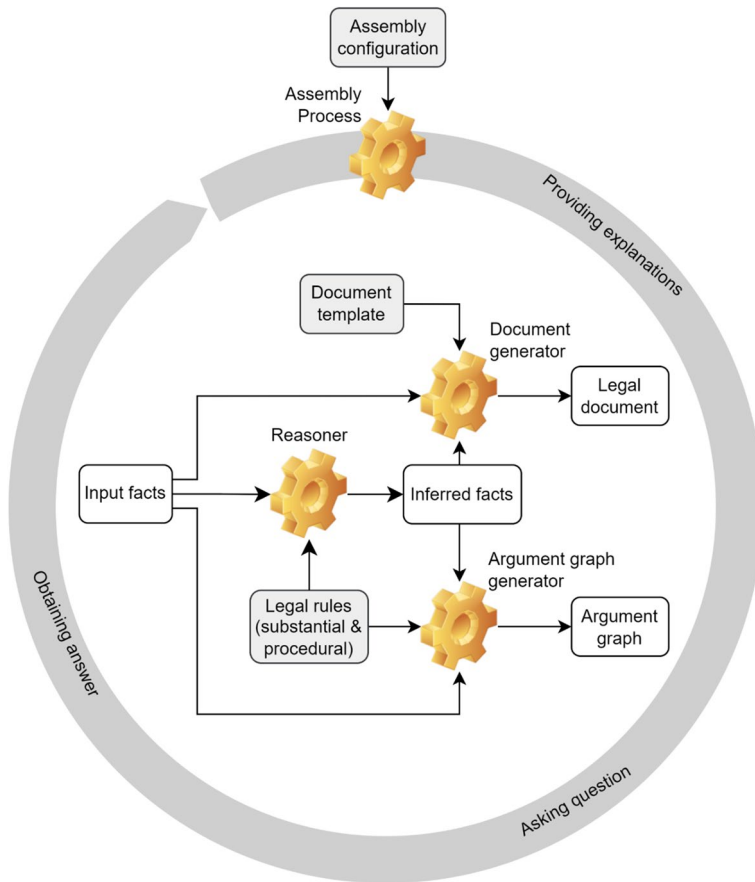 Assembly
configuration
Assembly
Process
Providing explanations
Document
template
Document
generator
Legal
document
Reasoner
Input facts
Inferred facts
Argument graph
generator
Legal rules
(substantial &
procedural)
Argument
graph
Obtaining answer
Asking question